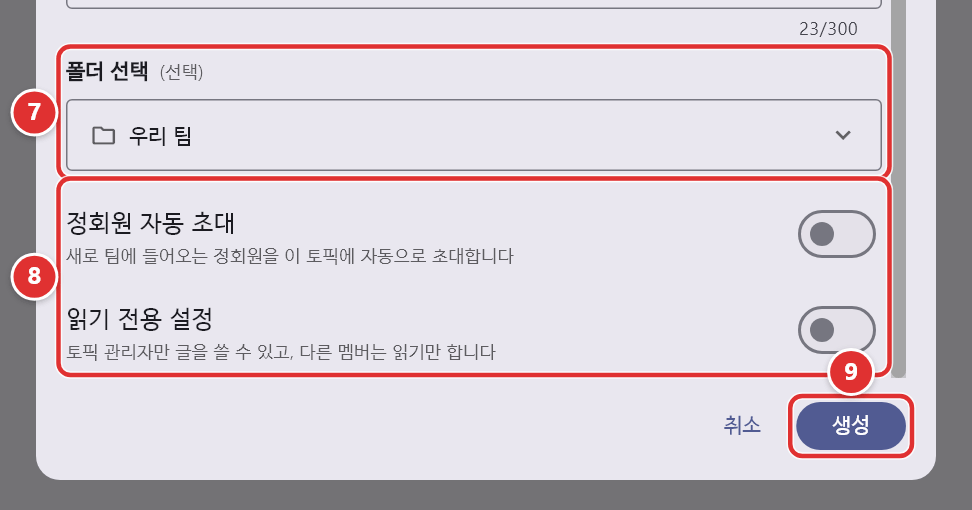 23/300
폴더 선택 (선택)
7
우리 팀
정회원 자동 초대
새로 팀에 들어오는 정회원을 이 토픽에 자동으로 초대합니다
8
읽기 전용 설정
토픽 관리자만 글을 쓸 수 있고, 다른 멤버는 읽기만 합니다
9
취소 생성